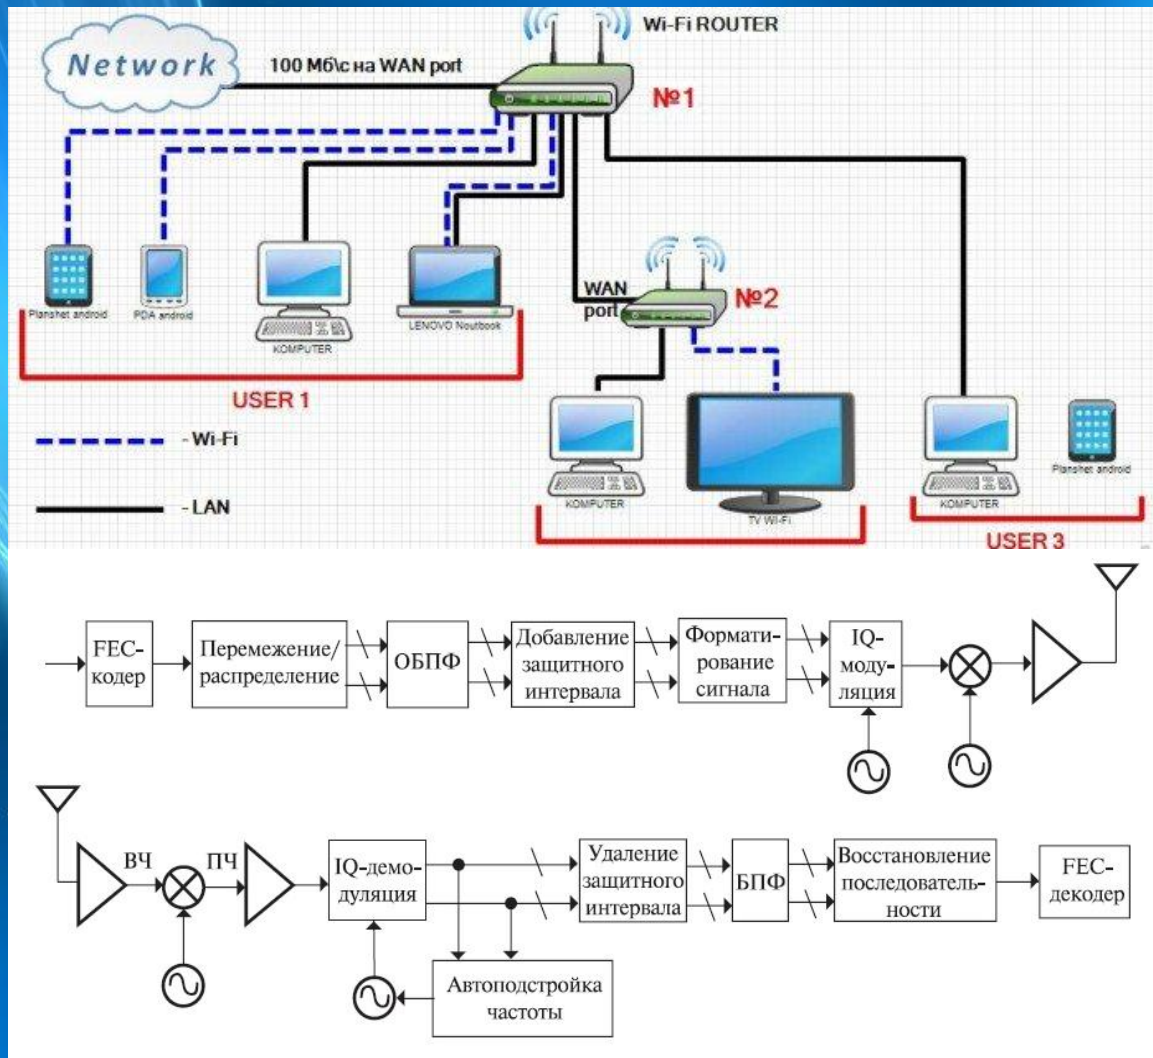 Wi-Fi ROUTER
Network
100 Мб\с на WAN port
№1
WAN
port
№2
Planshet android
PDA android
KOMPUTER
LENOVO Noutbook
USER 1
- Wi-Fi
- LAN
KOMPUTER
TV WI-Fi
KOMPUTER
Planshet android
USER 3
FEC-
кодер
Перемежение/
распределение
ОБПФ
Добавление
защитного
интервала
Формати-
рование
сигнала
IQ-
моду-
ляция
ВЧ
ПЧ
IQ-демо-
дуляция
Удаление
защитного
интервала
БПФ
Восстановление
последователь-
ности
FEC-
декодер
Автоподстройка
частоты